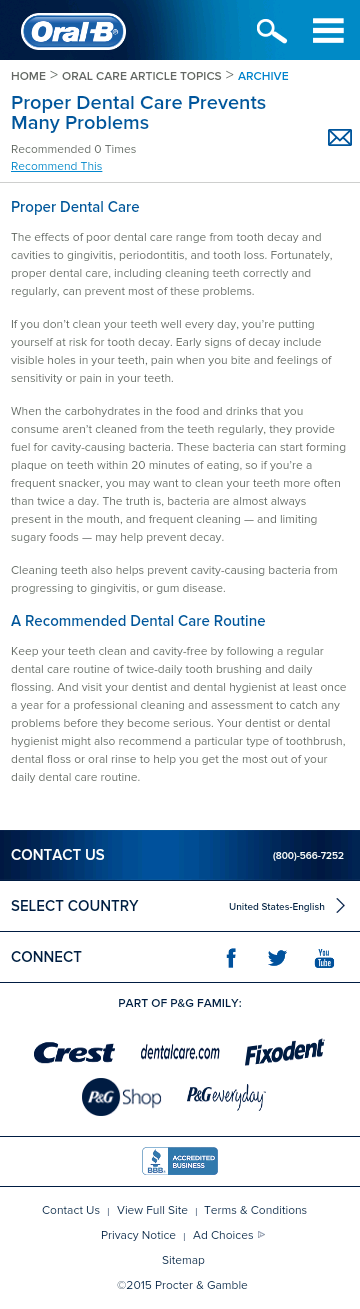 Oral-B
HOME > ORAL CARE ARTICLE TOPICS > ARCHIVE
Proper Dental Care Prevents
Many Problems
Recommended 0 Times
Recommend This
Proper Dental Care
The effects of poor dental care range from tooth decay and
cavities to gingivitis, periodontitis, and tooth loss. Fortunately,
proper dental care, including cleaning teeth correctly and
regularly, can prevent most of these problems.
If you don't clean your teeth well every day, you're putting
yourself at risk for tooth decay. Early signs of decay include
visible holes in your teeth, pain when you bite and feelings of
sensitivity or pain in your teeth.
When the carbohydrates in the food and drinks that you
consume aren't cleaned from the teeth regularly, they provide
fuel for cavity-causing bacteria. These bacteria can start forming
plaque on teeth within 20 minutes of eating, so if you're a
frequent snacker, you may want to clean your teeth more often
than twice a day. The truth is, bacteria are almost always
present in the mouth, and frequent cleaning — and limiting
sugary foods — may help prevent decay.
Cleaning teeth also helps prevent cavity-causing bacteria from
progressing to gingivitis, or gum disease.
A Recommended Dental Care Routine
Keep your teeth clean and cavity-free by following a regular
dental care routine of twice-daily tooth brushing and daily
flossing. And visit your dentist and dental hygienist at least once
a year for a professional cleaning and assessment to catch any
problems before they become serious. Your dentist or dental
hygienist might also recommend a particular type of toothbrush,
dental floss or oral rinse to help you get the most out of your
daily dental care routine.
CONTACT US (800)-566-7252
SELECT COUNTRY United States-English
CONNECT You Tube
PART OF P&G FAMILY:
Crest dentalcare.com Fixodent
P&G Shop P&G everyday
BBB. ACCREDITED BUSINESS
Contact Us | View Full Site | Terms & Conditions
Privacy Notice | Ad Choices
Sitemap
©2015 Procter & Gamble